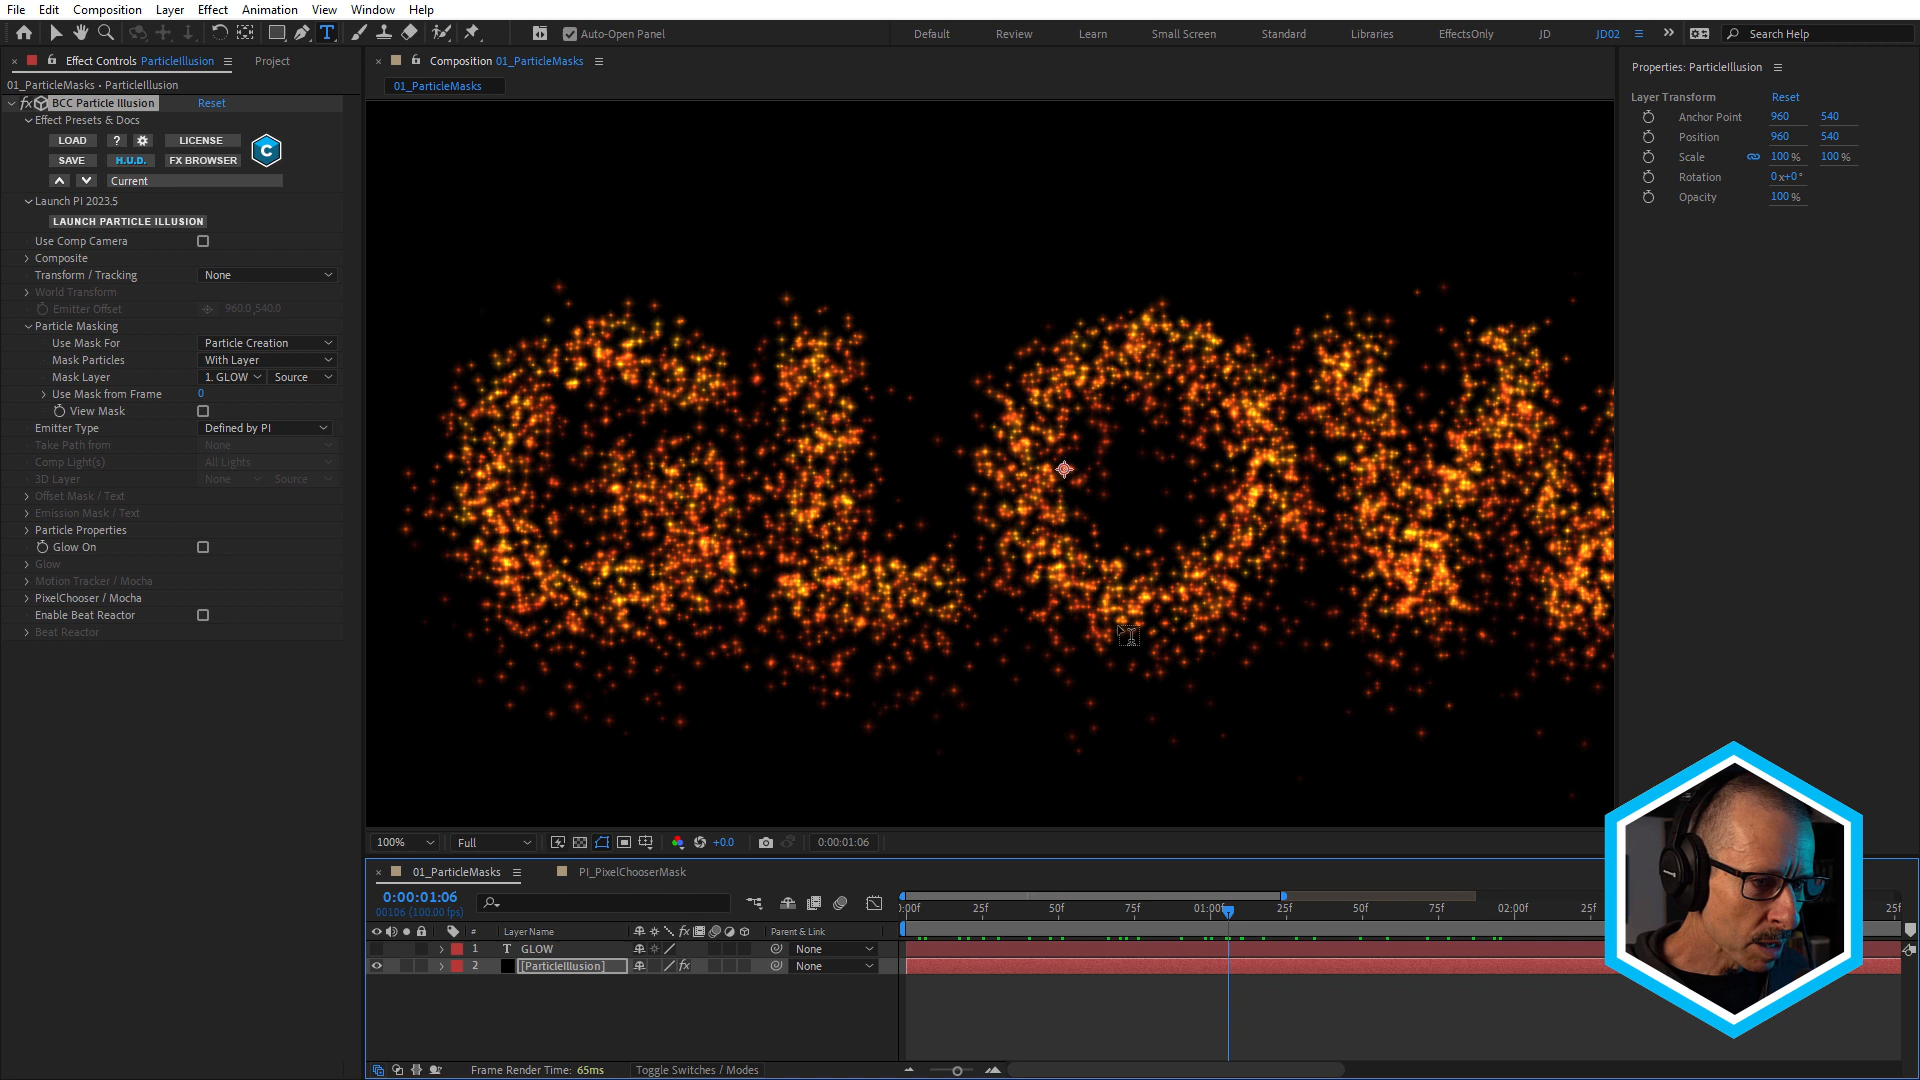 File Edit Composition Layer Effect Animation View Window Help
Auto-Open Panel
Default Review Learn Small Screen Standard Libraries EffectsOnly JD JD02 Search Help
Effect Controls ParticleIllusion Project
01_ParticleMasks • ParticleIllusion
fx BCC Particle Illusion Reset
Effect Presets & Docs
LOAD ? LICENSE
SAVE H.U.D. FX BROWSER
Current
Launch PI 2023.5
LAUNCH PARTICLE ILLUSION
Use Comp Camera
Composite
Transform / Tracking None
World Transform
Emitter Offset 960.0,540.0
Particle Masking
Use Mask For Particle Creation
Mask Particles With Layer
Mask Layer 1. GLOW Source
Use Mask from Frame 0
View Mask
Emitter Type Defined by PI
Take Path from None
Comp Light(s) All Lights
3D Layer None Source
Offset Mask / Text
Emission Mask / Text
Particle Properties
Glow On
Glow
Motion Tracker / Mocha
PixelChooser / Mocha
Enable Beat Reactor
Beat Reactor
Composition 01_ParticleMasks
01_ParticleMasks
GLOW
100% Full +0.0 0:00:01:06
Properties: ParticleIllusion
Layer Transform Reset
Anchor Point 960 540
Position 960 540
Scale 100% 100%
Rotation 0x+0°
Opacity 100%
01_ParticleMasks PI_PixelChooserMask
0:00:01:06
00106 (100.00 fps)
:00f 25f 50f 75f 01:00f 25f 50f 75f 02:00f 25f 25f
# Layer Name fx Parent & Link
1 T GLOW None
2 [ParticleIllusion] fx None
Frame Render Time: 65ms Toggle Switches / Modes